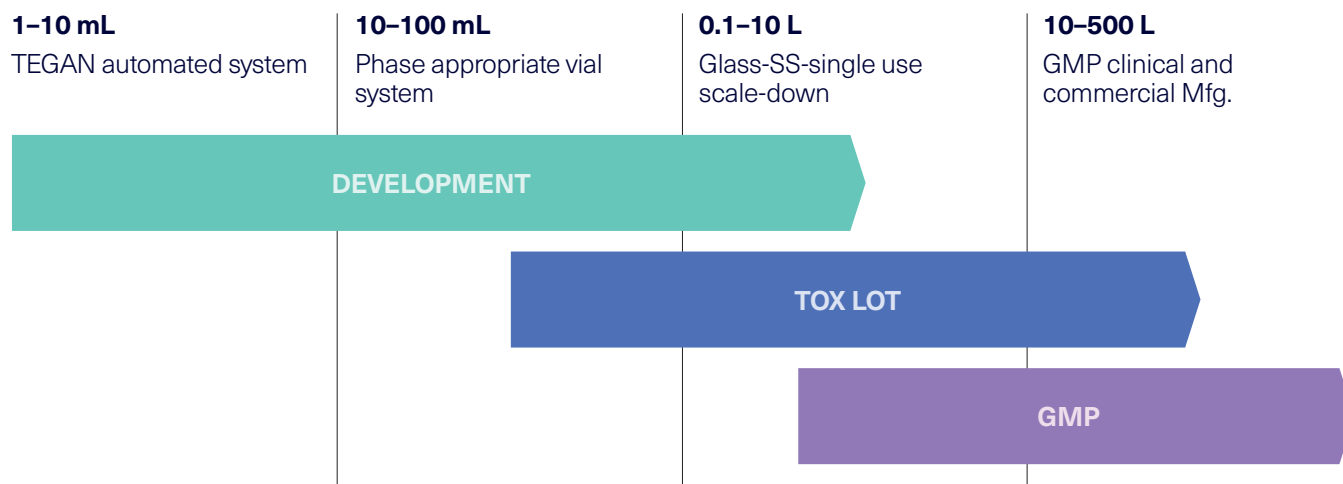 1–10 mL
TEGAN automated system
10–100 mL
Phase appropriate vial
system
0.1–10 L
Glass-SS-single use
scale-down
10–500 L
GMP clinical and
commercial Mfg.
DEVELOPMENT
TOX LOT
GMP